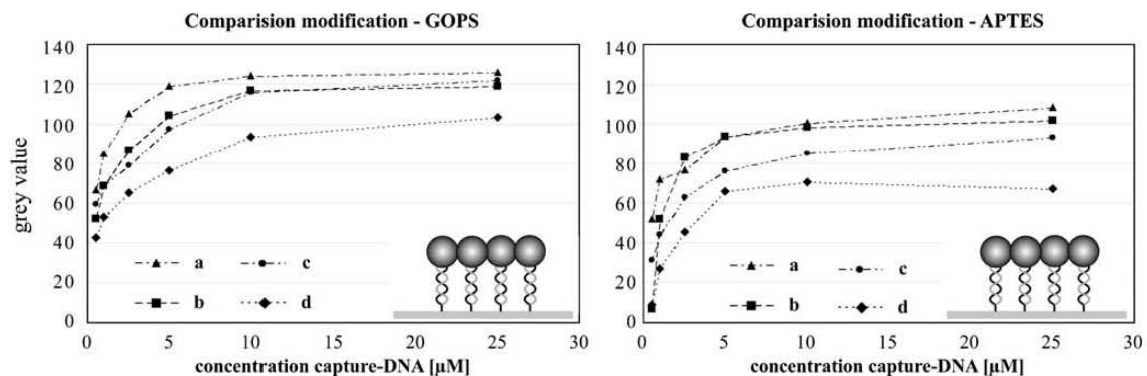 Comparision modification - GOPS
140
120
100
80
60
40
20
0
grey value
a
c
b
d
0
5
10
15
20
25
30
concentration capture-DNA [µM]
Comparision modification - APTES
140
120
100
80
60
40
20
0
a
c
b
d
0
5
10
15
20
25
30
concentration capture-DNA [µM]